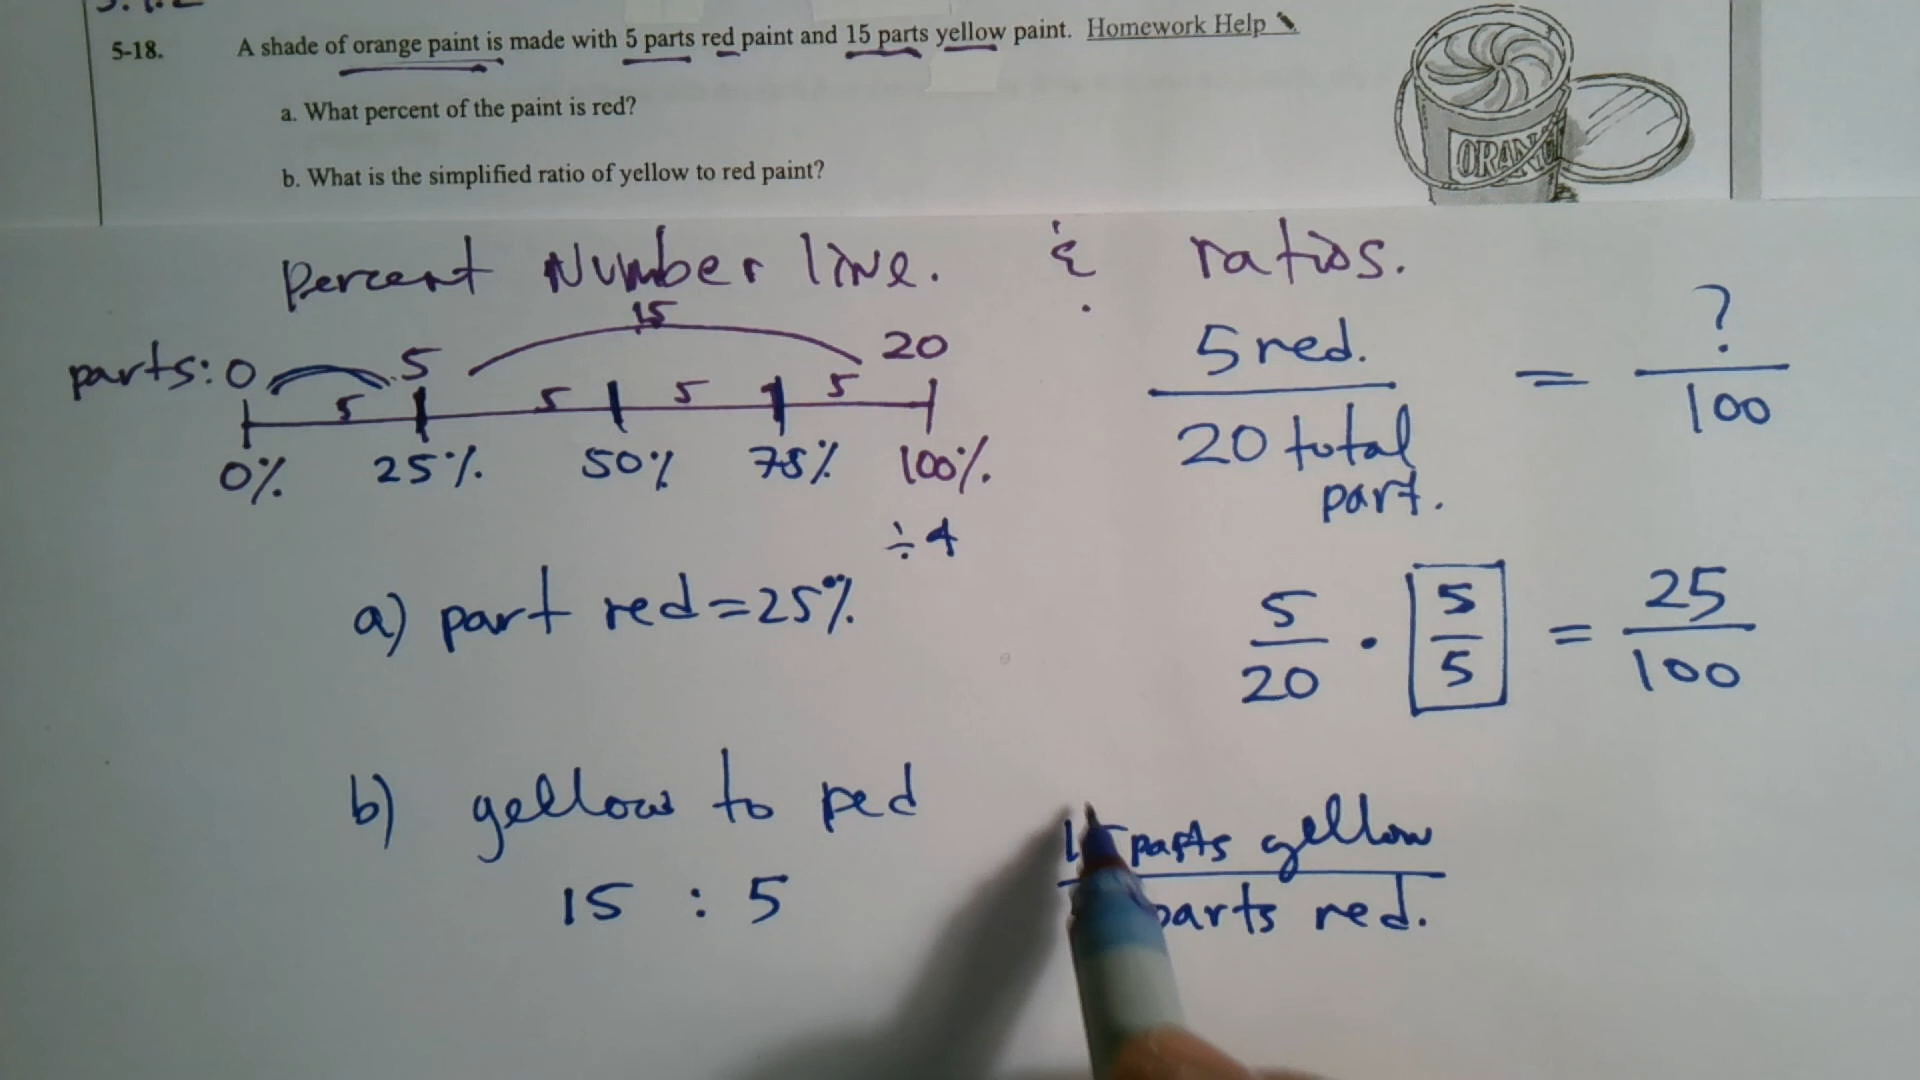 5-18. A shade of orange paint is made with 5 parts red paint and 15 parts yellow paint. Homework Help
a. What percent of the paint is red?
b. What is the simplified ratio of yellow to red paint?
ORAN
Percent Number line. & ratios.
15
parts: 0 5 20
5 5 5 5
0% 25% 50% 75% 100%
÷4
5 red.
20 total
part.
= ?
100
a) part red = 25%
5
20
·
5
5
=
25
100
b) yellow to red
15 : 5
parts yellow
parts red.